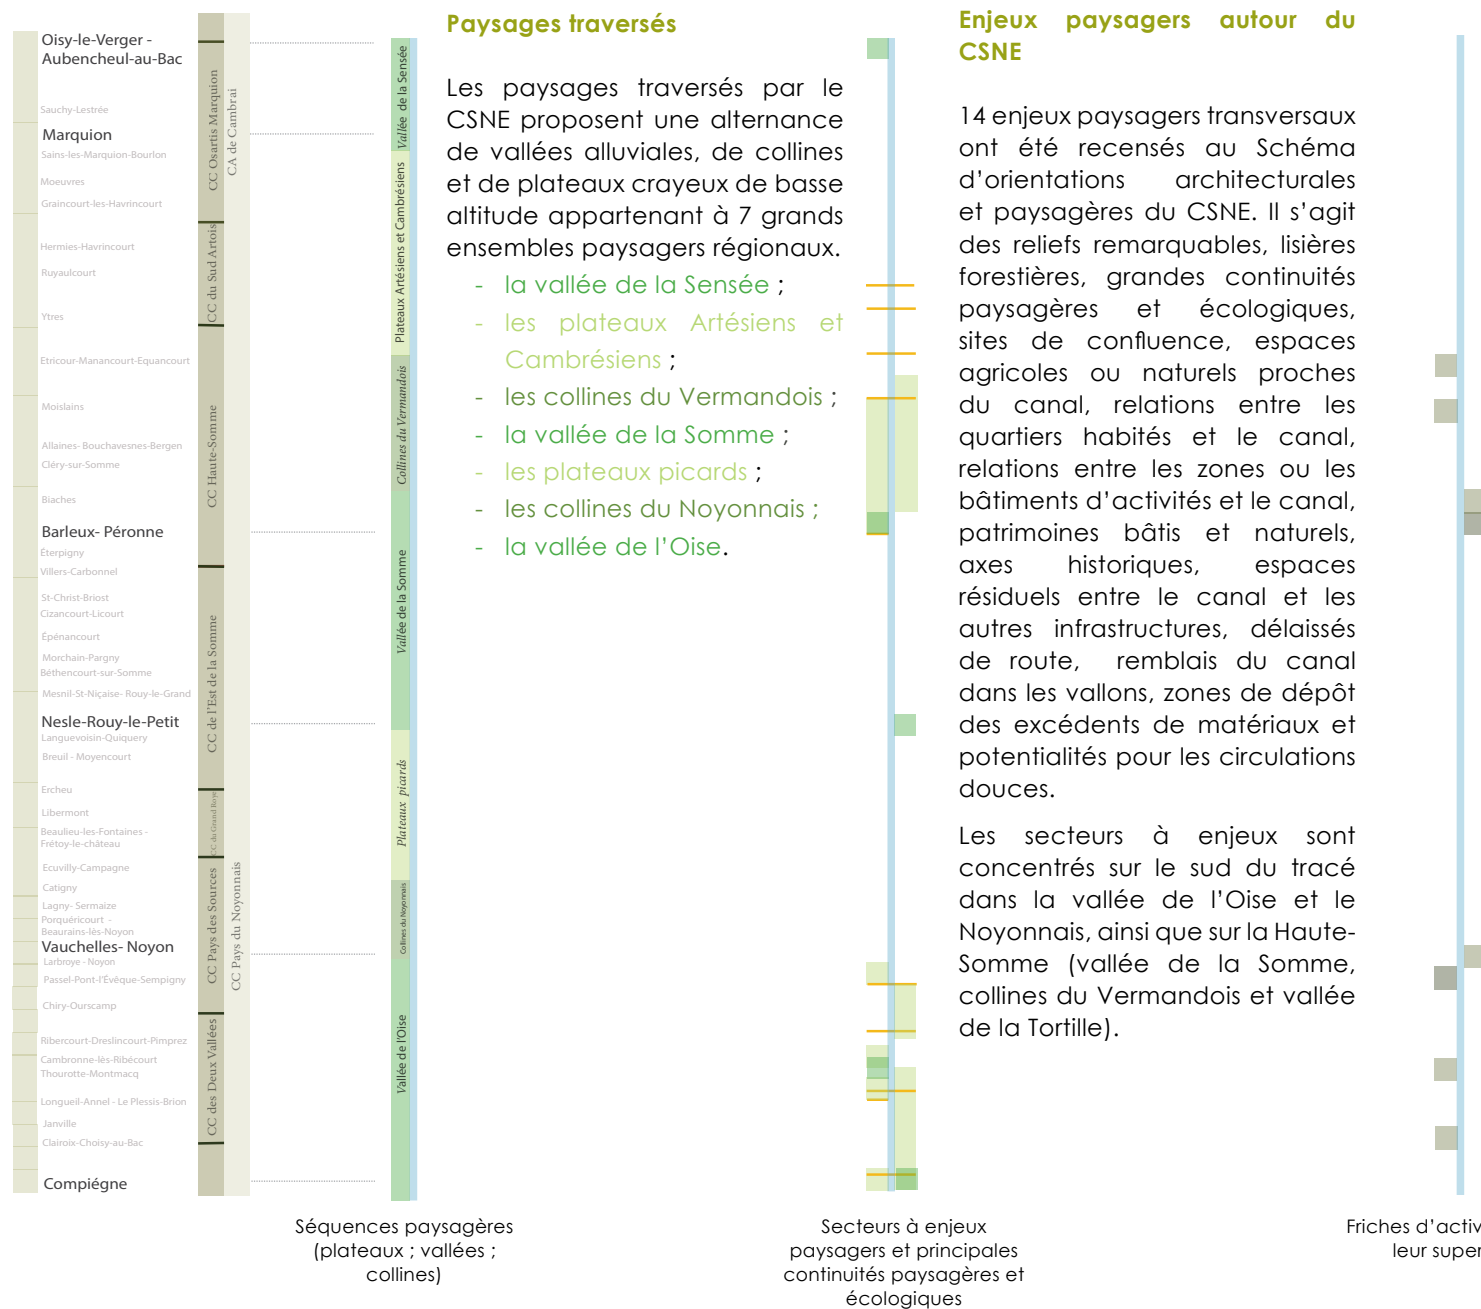 Oisy-le-Verger -
Aubencheul-au-Bac
Sauchy-Lestrée
Marquion
Sains-les-Marquion-Bourlon
Moeuvres
Graincourt-les-Havrincourt
Hermies-Havrincourt
Ruyaulcourt
Ytres
Etricour-Manancourt-Equancourt
Moislains
Allaines- Bouchavesnes-Bergen
Cléry-sur-Somme
Biaches
Barleux- Péronne
Éterpigny
Villers-Carbonnel
St-Christ-Briost
Cizancourt-Licourt
Épénancourt
Morchain-Pargny
Béthencourt-sur-Somme
Mesnil-St-Niçaise- Rouy-le-Grand
Nesle-Rouy-le-Petit
Languevoisin-Quiquery
Breuil - Moyencourt
Ercheu
Libermont
Beaulieu-les-Fontaines -
Frétoy-le-château
Ecuvilly-Campagne
Catigny
Lagny- Sermaize
Porquéricourt -
Beaurains-lès-Noyon
Vauchelles- Noyon
Larbroye - Noyon
Passel-Pont-l'Évêque-Sempigny
Chiry-Ourscamp
Ribercourt-Dreslincourt-Pimprez
Cambronne-lès-Ribécourt
Thourotte-Montmacq
Longueil-Annel - Le Plessis-Brion
Janville
Clairoix-Choisy-au-Bac
Compiégne
CC Osartis Marquion
CC du Sud Artois
CC Haute-Somme
CC de l'Est de la Somme
CC du Grand Roye
CC Pays des Sources
CC des Deux Vallées
CA de Cambrai
CC Pays du Noyonnais
Vallée de la Sensée
Plateaux Artésiens et Cambrésiens
Collines du Vermandois
Vallée de la Somme
Plateaux picards
Collines du Noyonnais
Vallée de l'Oise
Séquences paysagères
(plateaux ; vallées ;
collines)
Paysages traversés
Les paysages traversés par le
CSNE proposent une alternance
de vallées alluviales, de collines
et de plateaux crayeux de basse
altitude appartenant à 7 grands
ensembles paysagers régionaux.
- la vallée de la Sensée ;
- les plateaux Artésiens et
Cambrésiens ;
- les collines du Vermandois ;
- la vallée de la Somme ;
- les plateaux picards ;
- les collines du Noyonnais ;
- la vallée de l'Oise.
Secteurs à enjeux
paysagers et principales
continuités paysagères et
écologiques
Enjeux paysagers autour du
CSNE
14 enjeux paysagers transversaux
ont été recensés au Schéma
d'orientations architecturales
et paysagères du CSNE. Il s'agit
des reliefs remarquables, lisières
forestières, grandes continuités
paysagères et écologiques,
sites de confluence, espaces
agricoles ou naturels proches
du canal, relations entre les
quartiers habités et le canal,
relations entre les zones ou les
bâtiments d'activités et le canal,
patrimoines bâtis et naturels,
axes historiques, espaces
résiduels entre le canal et les
autres infrastructures, délaissés
de route, remblais du canal
dans les vallons, zones de dépôt
des excédents de matériaux et
potentialités pour les circulations
douces.
Les secteurs à enjeux sont
concentrés sur le sud du tracé
dans la vallée de l'Oise et le
Noyonnais, ainsi que sur la Haute-
Somme (vallée de la Somme,
collines du Vermandois et vallée
de la Tortille).
Friches d'activ
leur super